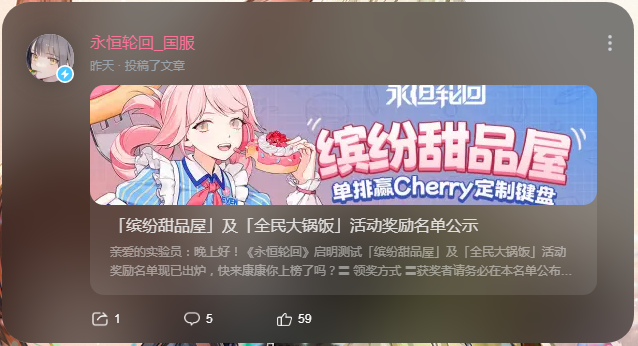 永恒轮回_国服
昨天 · 投稿了文章
永恒轮回
缤纷甜品屋
单排赢Cherry定制键盘
「缤纷甜品屋」及「全民大锅饭」活动奖励名单公示
亲爱的实验员：晚上好！《永恒轮回》启明测试「缤纷甜品屋」及「全民大锅饭」活动
奖励名单现已出炉，快来康康你上榜了吗？〓 领奖方式 〓获奖者请务必在本名单公布...
1
5
59